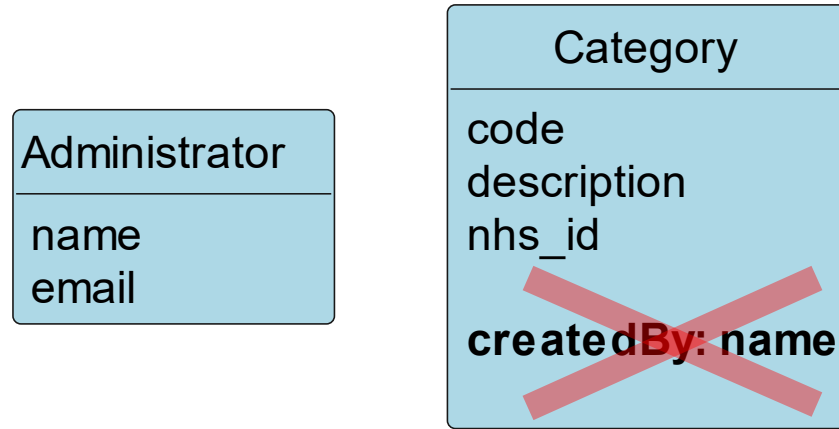 Administrator
name
email
Category
code
description
nhs_id
createdBy: name